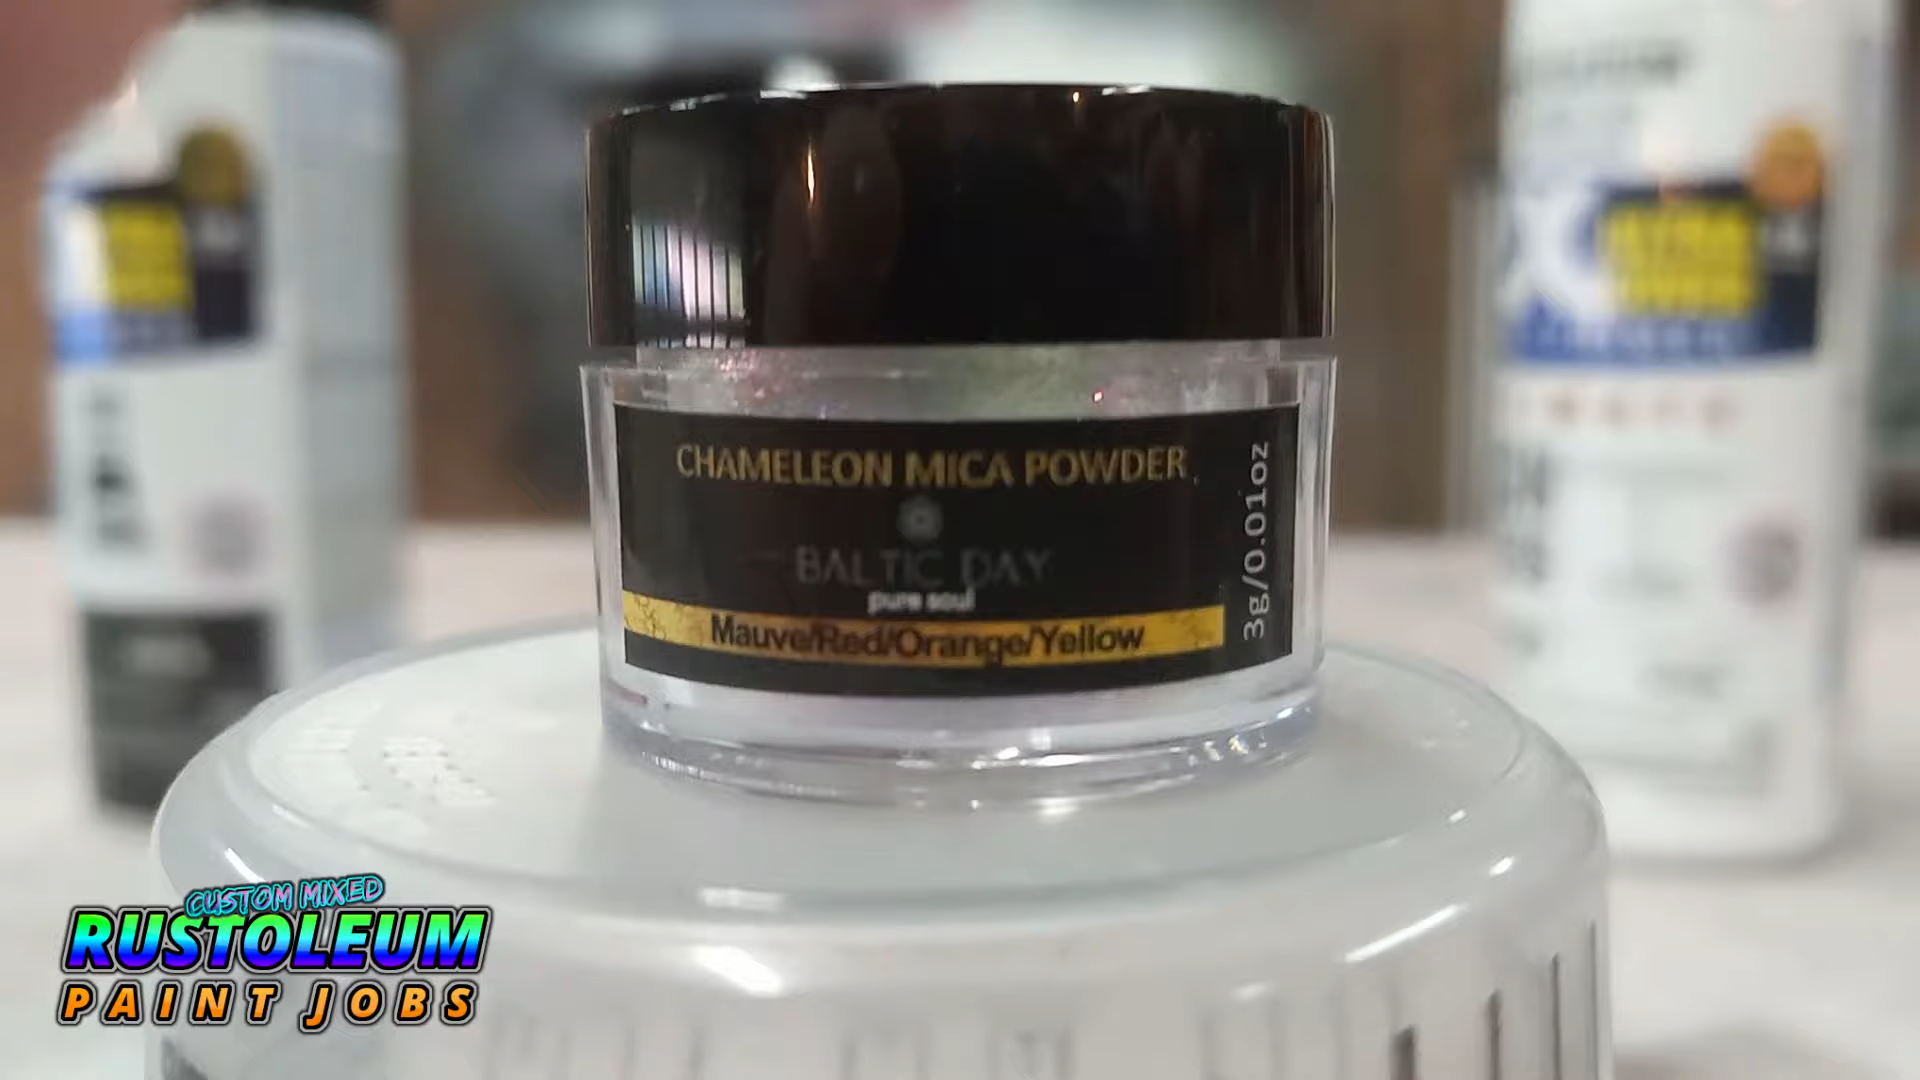 CHAMELEON MICA POWDER
BALTIC DAY
pure soul
Mauve/Red/Orange/Yellow
3g/0.01oz
CUSTOM MIXED
RUSTOLEUM
PAINT JOBS